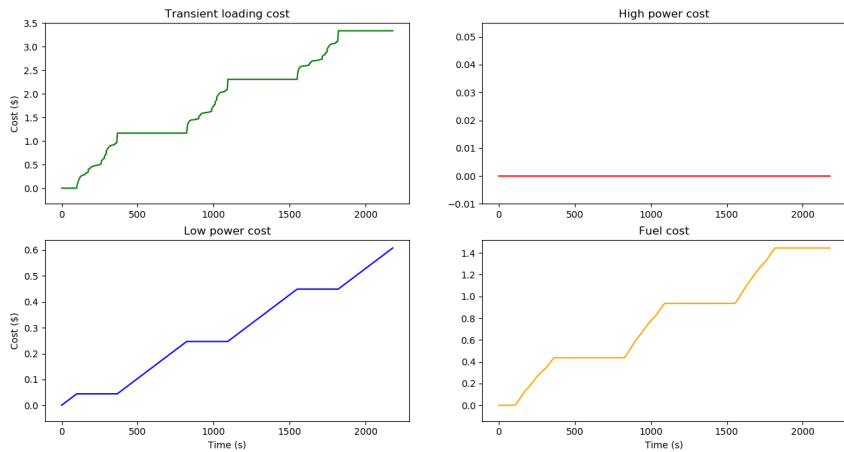 Transient loading cost
Cost ($)
3.5
3.0
2.5
2.0
1.5
1.0
0.5
0.0
0 500 1000 1500 2000
High power cost
0.05
0.04
0.03
0.02
0.01
0.00
−0.01
0 500 1000 1500 2000
Low power cost
Cost ($)
0.6
0.5
0.4
0.3
0.2
0.1
0.0
0 500 1000 1500 2000
Time (s)
Fuel cost
1.4
1.2
1.0
0.8
0.6
0.4
0.2
0.0
0 500 1000 1500 2000
Time (s)